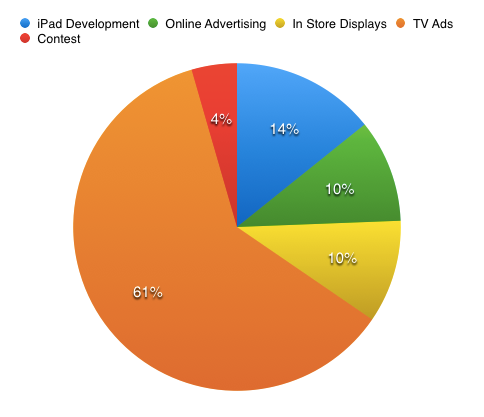 iPad Development Online Advertising In Store Displays TV Ads
Contest
4%
14%
10%
10%
61%